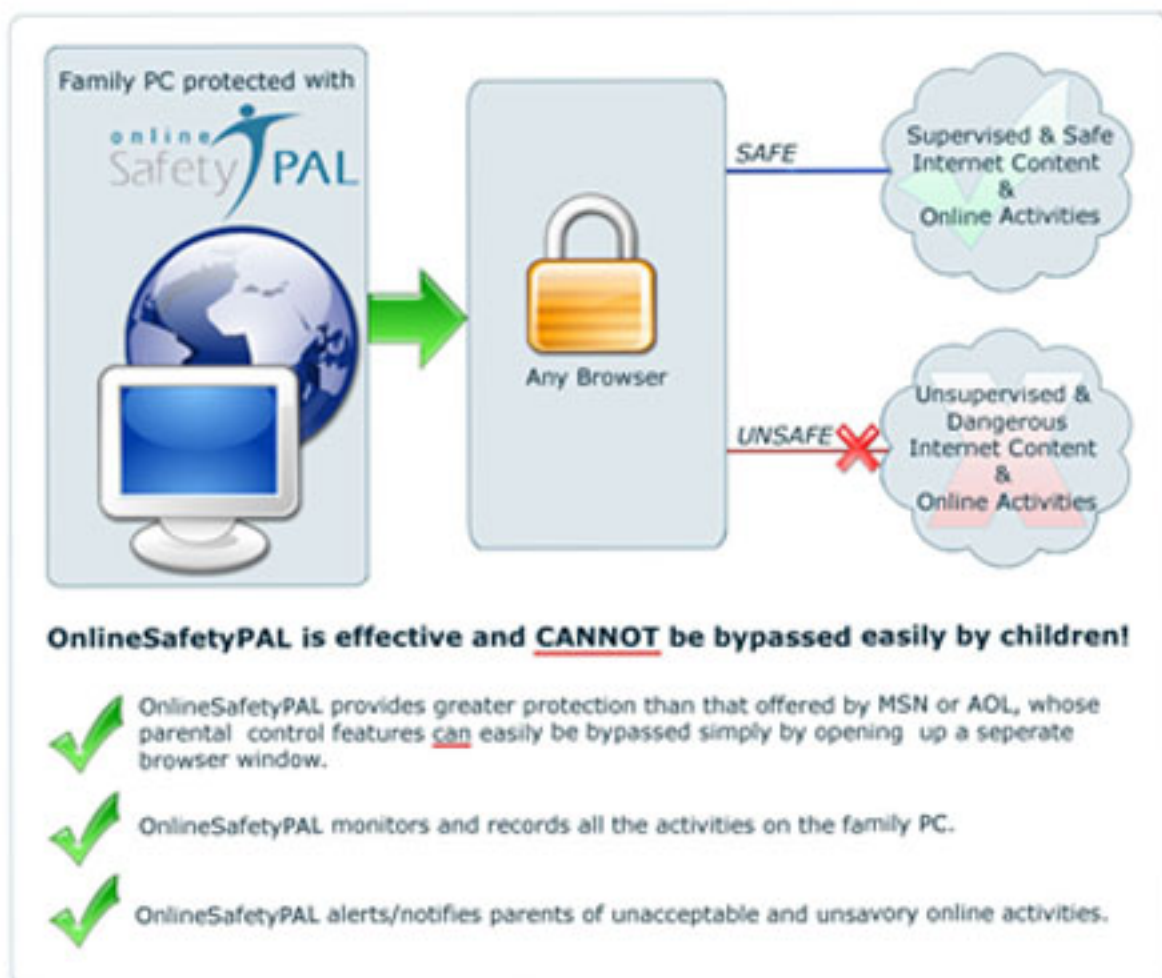 Family PC protected with
online
Safety PAL
Any Browser
SAFE
Supervised & Safe
Internet Content
&
Online Activities
UNSAFE
Unsupervised &
Dangerous
Internet Content
&
Online Activities
OnlineSafetyPAL is effective and CANNOT be bypassed easily by children!
OnlineSafetyPAL provides greater protection than that offered by MSN or AOL, whose
parental control features can easily be bypassed simply by opening up a seperate
browser window.
OnlineSafetyPAL monitors and records all the activities on the family PC.
OnlineSafetyPAL alerts/notifies parents of unacceptable and unsavory online activities.